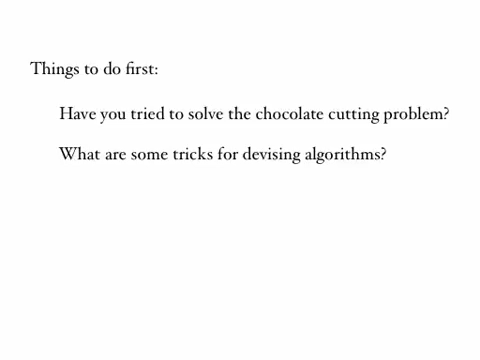 Things to do first:
Have you tried to solve the chocolate cutting problem?
What are some tricks for devising algorithms?